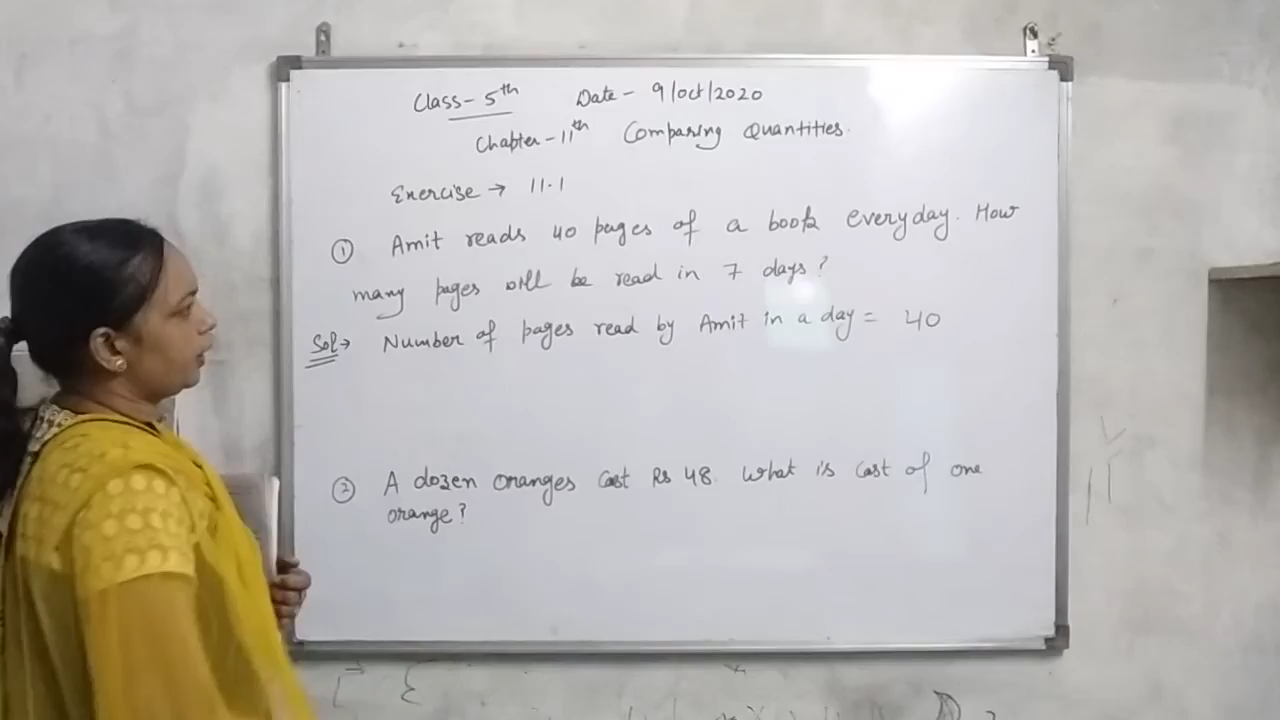 Class - 5th Date - 9/Oct/2020
Chapter - 11th Comparing Quantities.
Exercise → 11.1
① Amit reads 40 pages of a book everyday. How
many pages will be read in 7 days?
Sol→ Number of pages read by Amit in a day = 40
② A dozen oranges cost Rs 48. What is cost of one
orange?